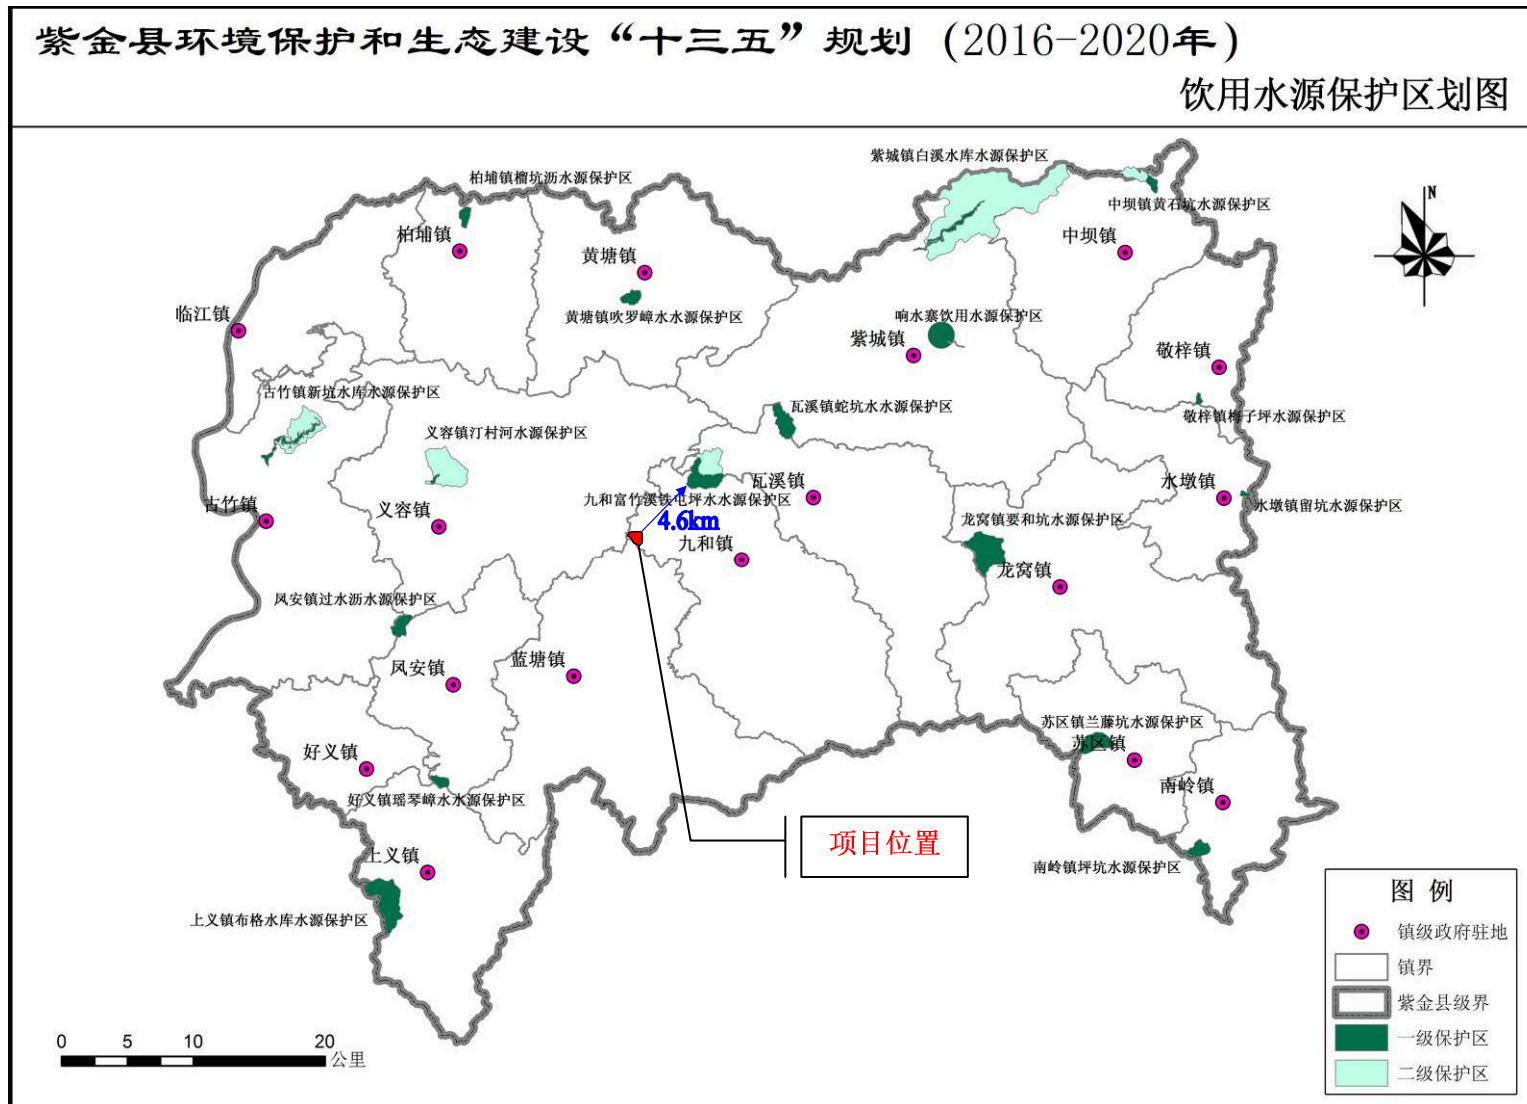 紫金县环境保护和生态建设“十三五”规划（2016-2020年）
饮用水源保护区划图
紫城镇白溪水库水源保护区
柏埔镇榴坑沥水源保护区
中坝镇黄石坑水源保护区
N
柏埔镇
黄塘镇
中坝镇
临江镇
黄塘镇吹罗嶂水水源保护区
响水寨饮用水源保护区
紫城镇
敬梓镇
古竹镇新坑水库水源保护区
瓦溪镇蛇坑水水源保护区
敬梓镇梅子坪水源保护区
义容镇汀村河水源保护区
瓦溪镇
水墩镇
九和富竹溪铁屯坪水水源保护区
水墩镇留坑水源保护区
古竹镇
义容镇
4.6km
龙窝镇要和坑水源保护区
九和镇
龙窝镇
凤安镇过水沥水源保护区
凤安镇
蓝塘镇
苏区镇兰藤坑水源保护区
苏区镇
好义镇
南岭镇
好义镇瑶琴嶂水水源保护区
项目位置
上义镇
南岭镇坪坑水源保护区
上义镇布格水库水源保护区
图 例
镇级政府驻地
镇界
紫金县级界
一级保护区
二级保护区
0 5 10 20
公里